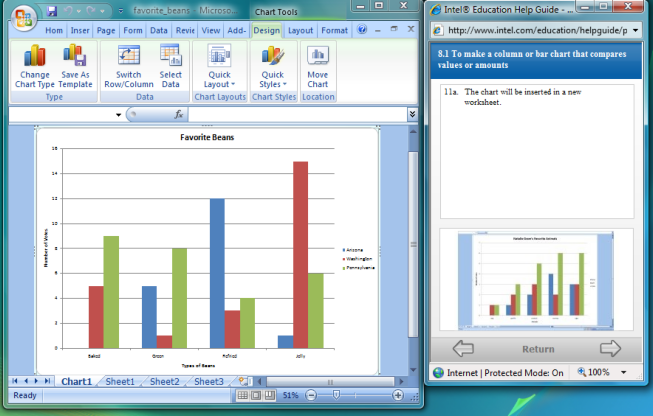 favorite_beans - Microso...
Chart Tools
Hom Inser Page Form Data Revie View Add- Design Layout Format
Change Chart Type
Save As Template
Switch Row/Column
Select Data
Quick Layout
Quick Styles
Move Chart
Type
Data
Chart Layouts
Chart Styles
Location
fx
Favorite Beans
16
14
12
10
8
6
4
2
0
Number of Votes
Baked
Green
Refried
Jelly
Types of Beans
Arizona
Washington
Pennsylvania
Chart1 Sheet1 Sheet2 Sheet3
Ready
51%
Intel® Education Help Guide - ...
http://www.intel.com/education/helpguide/p
8.1 To make a column or bar chart that compares
values or amounts
11a. The chart will be inserted in a new
worksheet.
Return
Internet | Protected Mode: On
100%